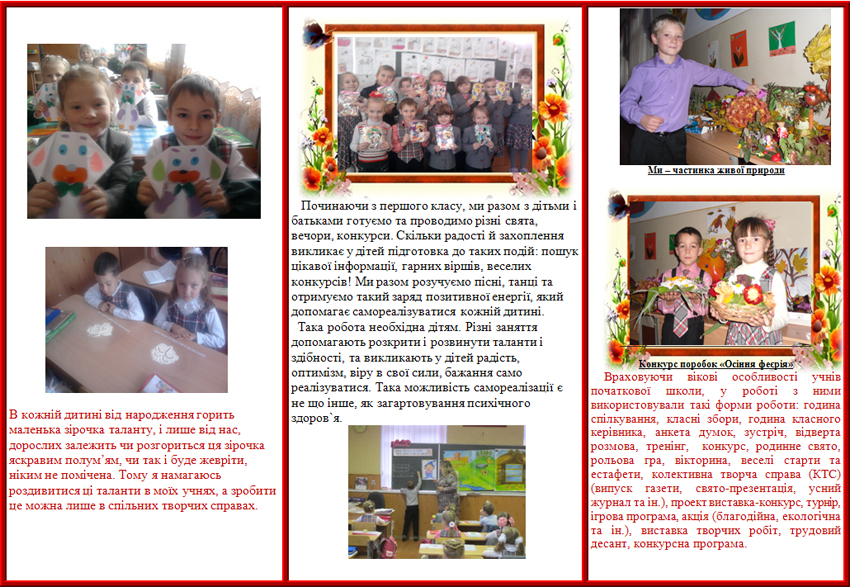 В кожній дитині від народження горить
маленька зірочка таланту, і лише від нас,
дорослих залежить чи розгориться ця зірочка
яскравим полум’ям, чи так і буде жевріти,
ніким не помічена. Тому я намагаюсь
роздивитися ці таланти в моїх учнях, а зробити
це можна лише в спільних творчих справах.
Починаючи з першого класу, ми разом з дітьми і
батьками готуємо та проводимо різні свята,
вечори, конкурси. Скільки радості й захоплення
викликає у дітей підготовка до таких подій: пошук
цікавої інформації, гарних віршів, веселих
конкурсів! Ми разом розучуємо пісні, танці та
отримуємо такий заряд позитивної енергії, який
допомагає самореалізуватися кожній дитині.
Така робота необхідна дітям. Різні заняття
допомагають розкрити і розвинути таланти і
здібності, та викликають у дітей радість,
оптимізм, віру в свої сили, бажання само
реалізуватися. Така можливість самореалізації є
не що інше, як загартовування психічного
здоров`я.
Ми – частинка живої природи
Конкурс поробок «Осіння феєрія»
Враховуючи вікові особливості учнів
початкової школи, у роботі з ними
використовували такі форми роботи: година
спілкування, класні збори, година класного
керівника, анкета думок, зустріч, відверта
розмова, тренінг, конкурс, родинне свято,
рольова гра, вікторина, веселі старти та
естафети, колективна творча справа (КТС)
(випуск газети, свято-презентація, усний
журнал та ін.), проект виставка-конкурс, турнір,
ігрова програма, акція (благодійна, екологічна
та ін.), виставка творчих робіт, трудовий
десант, конкурсна програма.